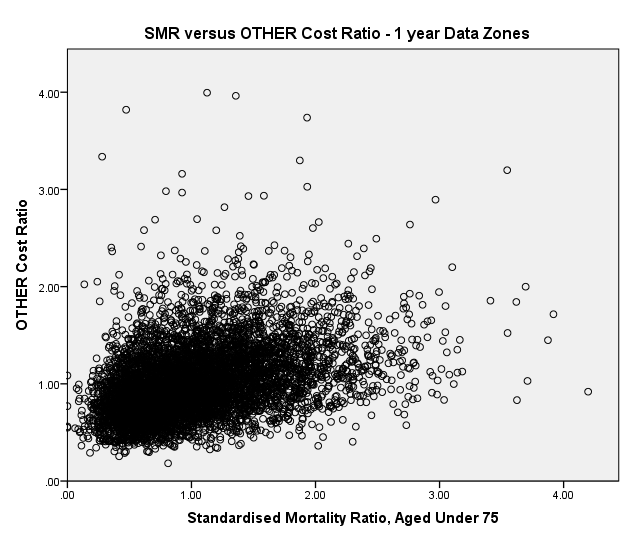 SMR versus OTHER Cost Ratio - 1 year Data Zones
OTHER Cost Ratio
4.00
3.00
2.00
1.00
.00
.00 1.00 2.00 3.00 4.00
Standardised Mortality Ratio, Aged Under 75